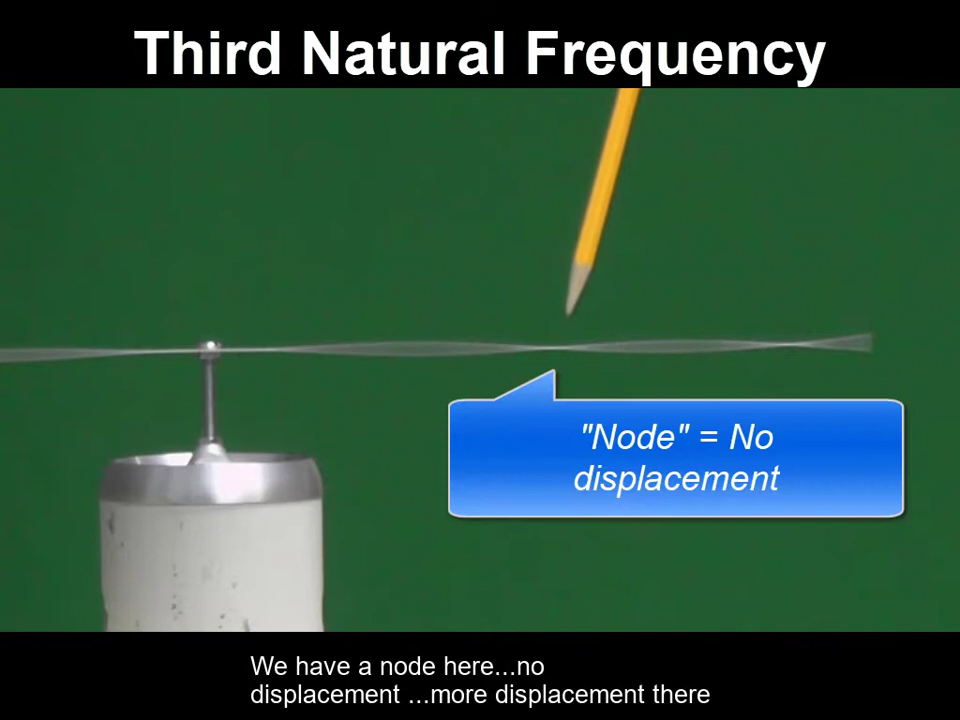 Third Natural Frequency
"Node" = No
displacement
We have a node here...no
displacement ...more displacement there